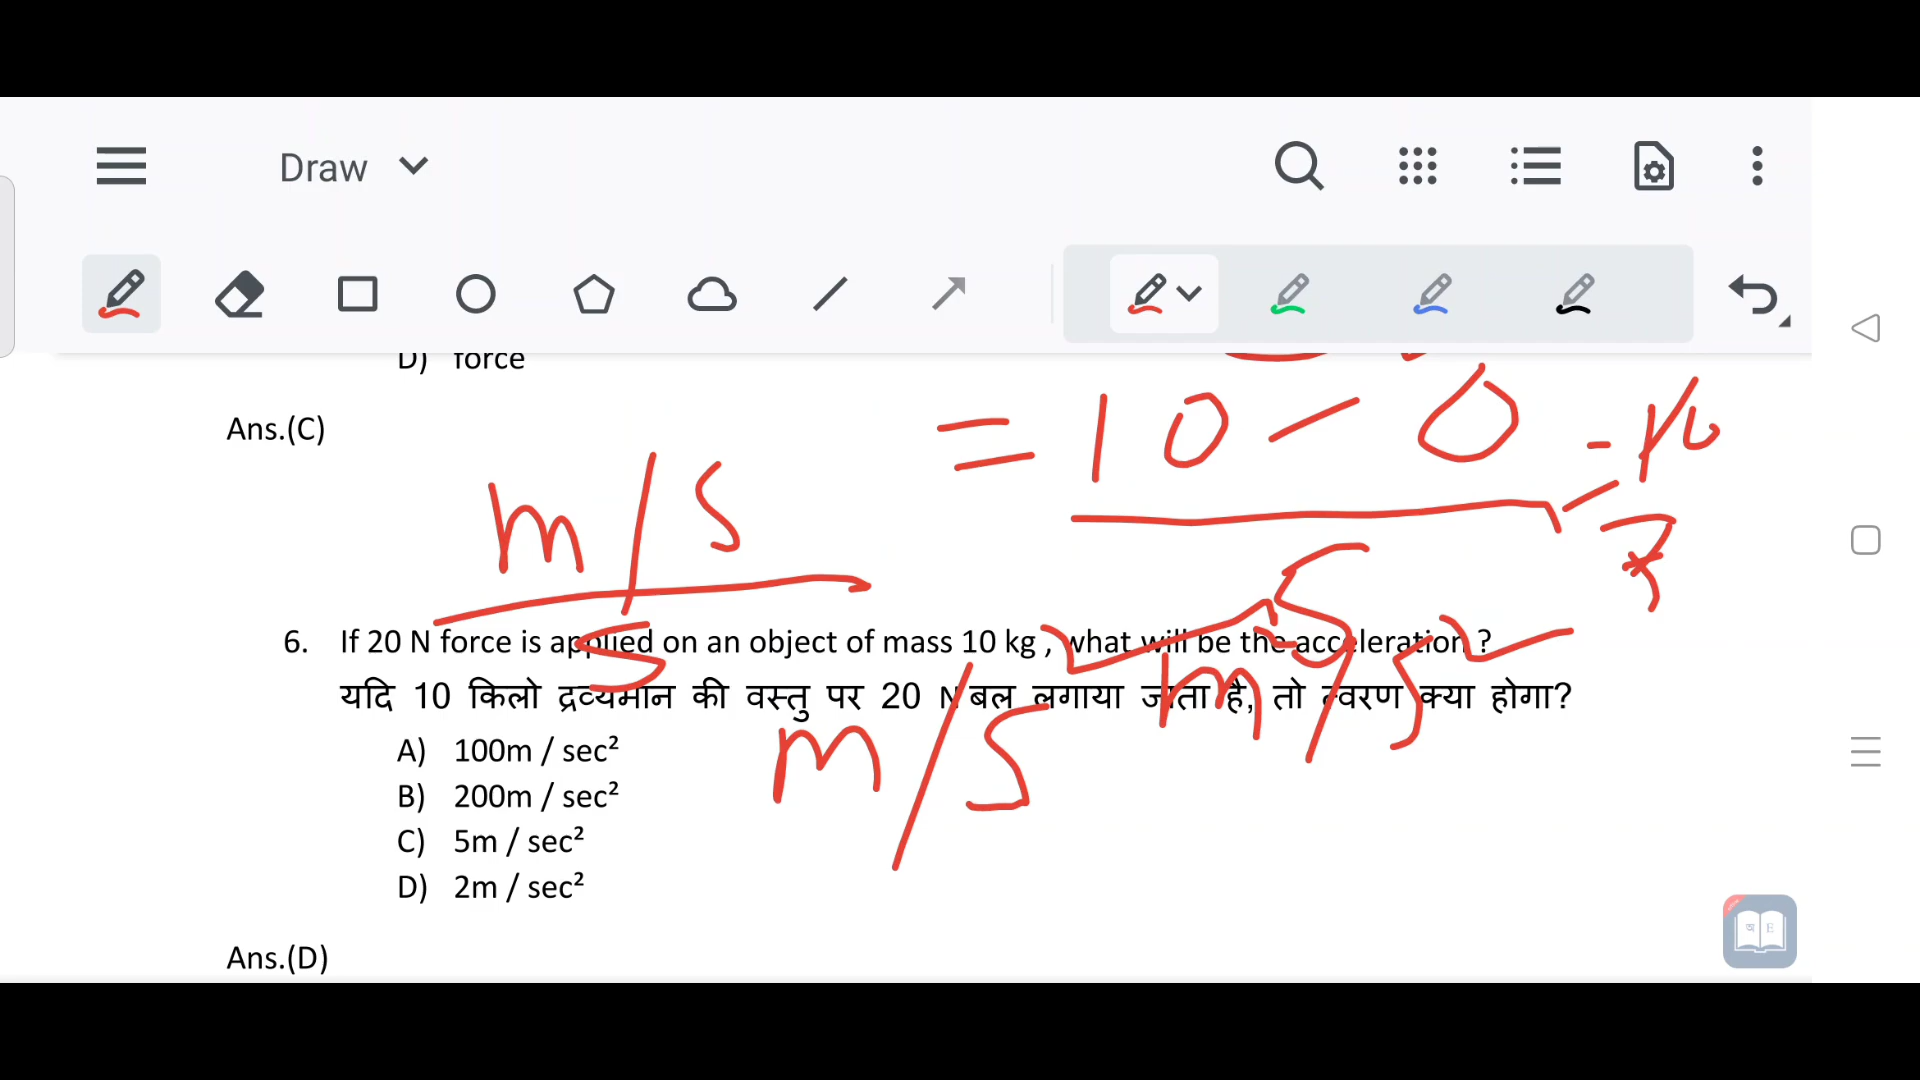 Draw
D) force
Ans.(C)
= 10 - 0
m/s
5
6. If 20 N force is applied on an object of mass 10 kg , what will be the acceleration ?
यदि 10 किलो द्रव्यमान की वस्तु पर 20 N बल लगाया जाता है, तो त्वरण क्या होगा?
s
m/s
m/s
A) 100m / sec²
B) 200m / sec²
C) 5m / sec²
D) 2m / sec²
Ans.(D)